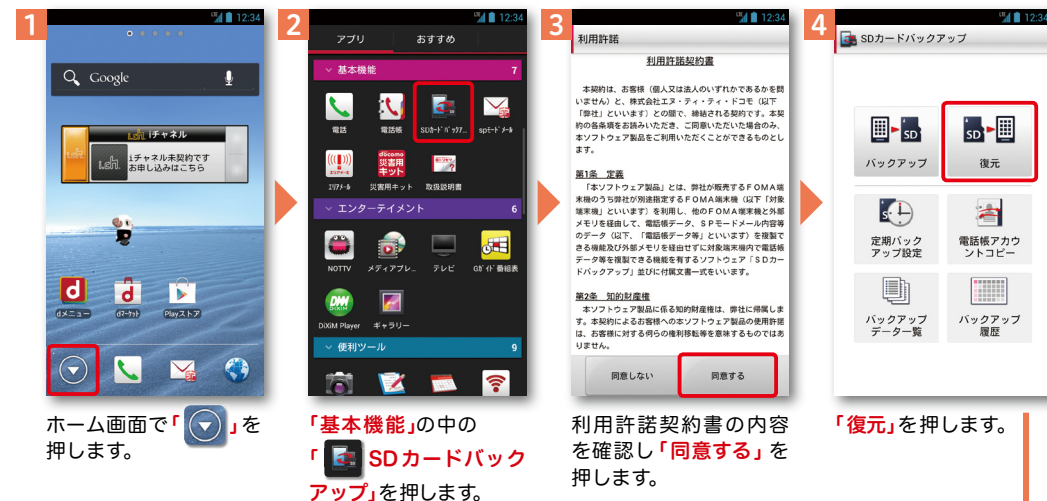 1
12:34
Google
iチャネル
iチャネル未契約です
お申し込みはこちら
dメニュー
dマーケット
Playストア
ホーム画面で「」を
押します。
2
12:34
アプリ
おすすめ
基本機能
7
電話
電話帳
SDカードバックア...
spモードメール
エリアメール
災害用キット
取扱説明書
docomo
災害用
キット
エンターテイメント
6
NOTTV
メディアプレ...
テレビ
Gガイド番組表
DiXiM Player
ギャラリー
便利ツール
9
「基本機能」の中の
「 SDカードバック
アップ」を押します。
3
12:34
利用許諾
利用許諾契約書
本契約は、お客様（個人又は法人のいずれかであるかを問
いません）と、株式会社エヌ・ティ・ティ・ドコモ（以下
「弊社」といいます）との間で、締結される契約です。本契
約の各条項をお読みいただき、ご同意いただいた場合のみ、
本ソフトウェア製品をご利用いただくことができるものとし
ます。
第1条 定義
「本ソフトウェア製品」とは、弊社が販売するＦＯＭＡ端
末機のうち弊社が別途指定するＦＯＭＡ端末機（以下「対象
端末機」といいます）を利用し、他のＦＯＭＡ端末機と外部
メモリを経由して、電話帳データ、ＳＰモードメール内容等
のデータ（以下、「電話帳データ等」といいます）を複製で
きる機能及び外部メモリを経由せずに対象端末機内で電話帳
データ等を複製できる機能を有するソフトウェア「ＳＤカー
ドバックアップ」並びに付属文書一式をいいます。
第2条 知的財産権
本ソフトウェア製品に係る知的財産権は、弊社に帰属しま
す。本契約によるお客様への本ソフトウェア製品の使用許諾
は、お客様に対する何らの権利移転等を意味するものではあ
りません。
同意しない
同意する
利用許諾契約書の内容
を確認し「同意する」を
押します。
4
12:34
SDカードバックアップ
SD
SD
バックアップ
復元
定期バック
アップ設定
電話帳アカウ
ントコピー
バックアップ
データ一覧
バックアップ
履歴
「復元」を押します。